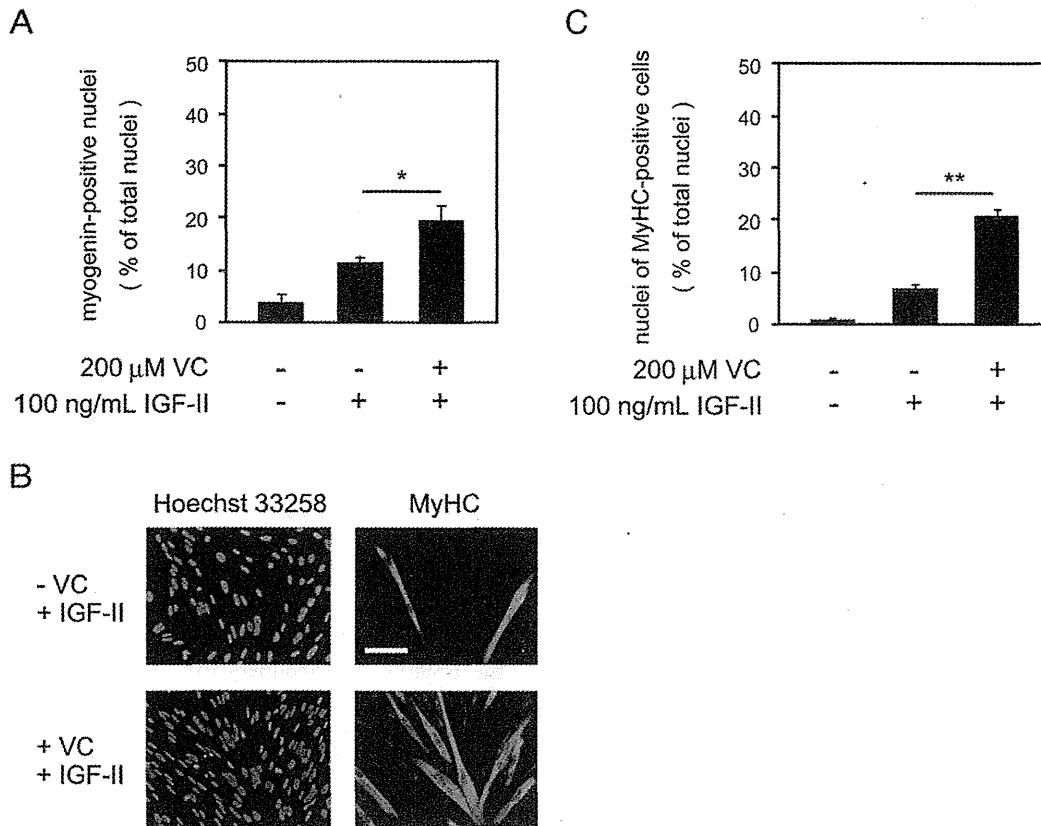 A
myogenin-positive nuclei
( % of total nuclei )
50
40
30
20
10
0
*
200 μM VC - - +
100 ng/mL IGF-II - + +
C
nuclei of MyHC-positive cells
( % of total nuclei )
50
40
30
20
10
0
**
200 μM VC - - +
100 ng/mL IGF-II - + +
B
Hoechst 33258 MyHC
- VC
+ IGF-II
+ VC
+ IGF-II